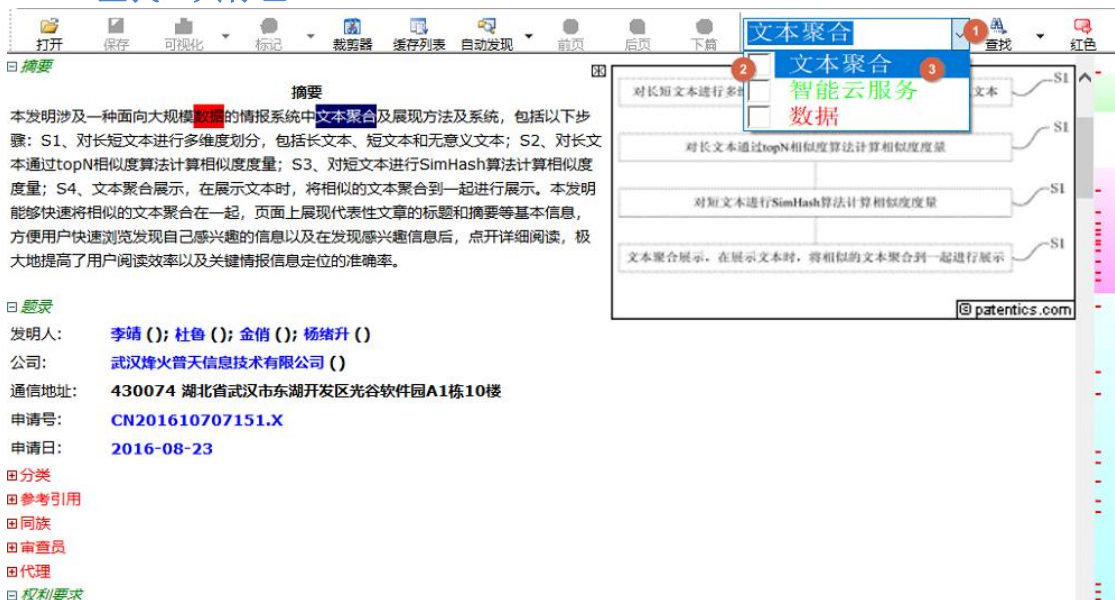 打开 保存 可视化 标记 裁剪器 缓存列表 自动发现 前页 后页 下篇 文本聚合 1 查找 红色
2 文本聚合 3
智能云服务
数据
摘要
摘要
本发明涉及一种面向大规模数据的情报系统中文本聚合及展现方法及系统，包括以下步
骤：S1、对长短文本进行多维度划分，包括长文本、短文本和无意义文本；S2、对长文
本通过topN相似度算法计算相似度度量；S3、对短文本进行SimHash算法计算相似度
度量；S4、文本聚合展示，在展示文本时，将相似的文本聚合到一起进行展示。本发明
能够快速将相似的文本聚合在一起，页面上展现代表性文章的标题和摘要等基本信息，
方便用户快速浏览发现自己感兴趣的信息以及在发现感兴趣信息后，点开详细阅读，极
大地提高了用户阅读效率以及关键情报信息定位的准确率。
对长短文本进行多 文本 S1
对长文本通过topN相似度算法计算相似度度量 S1
对短文本进行SimHash算法计算相似度度量 S1
文本聚合展示，在展示文本时，将相似的文本聚合到一起进行展示 S1
patentics.com
题录
发明人： 李靖 (); 杜鲁 (); 金俏 (); 杨绪升 ()
公司： 武汉烽火普天信息技术有限公司 ()
通信地址： 430074 湖北省武汉市东湖开发区光谷软件园A1栋10楼
申请号： CN201610707151.X
申请日： 2016-08-23
分类
参考引用
同族
审查员
代理
权利要求